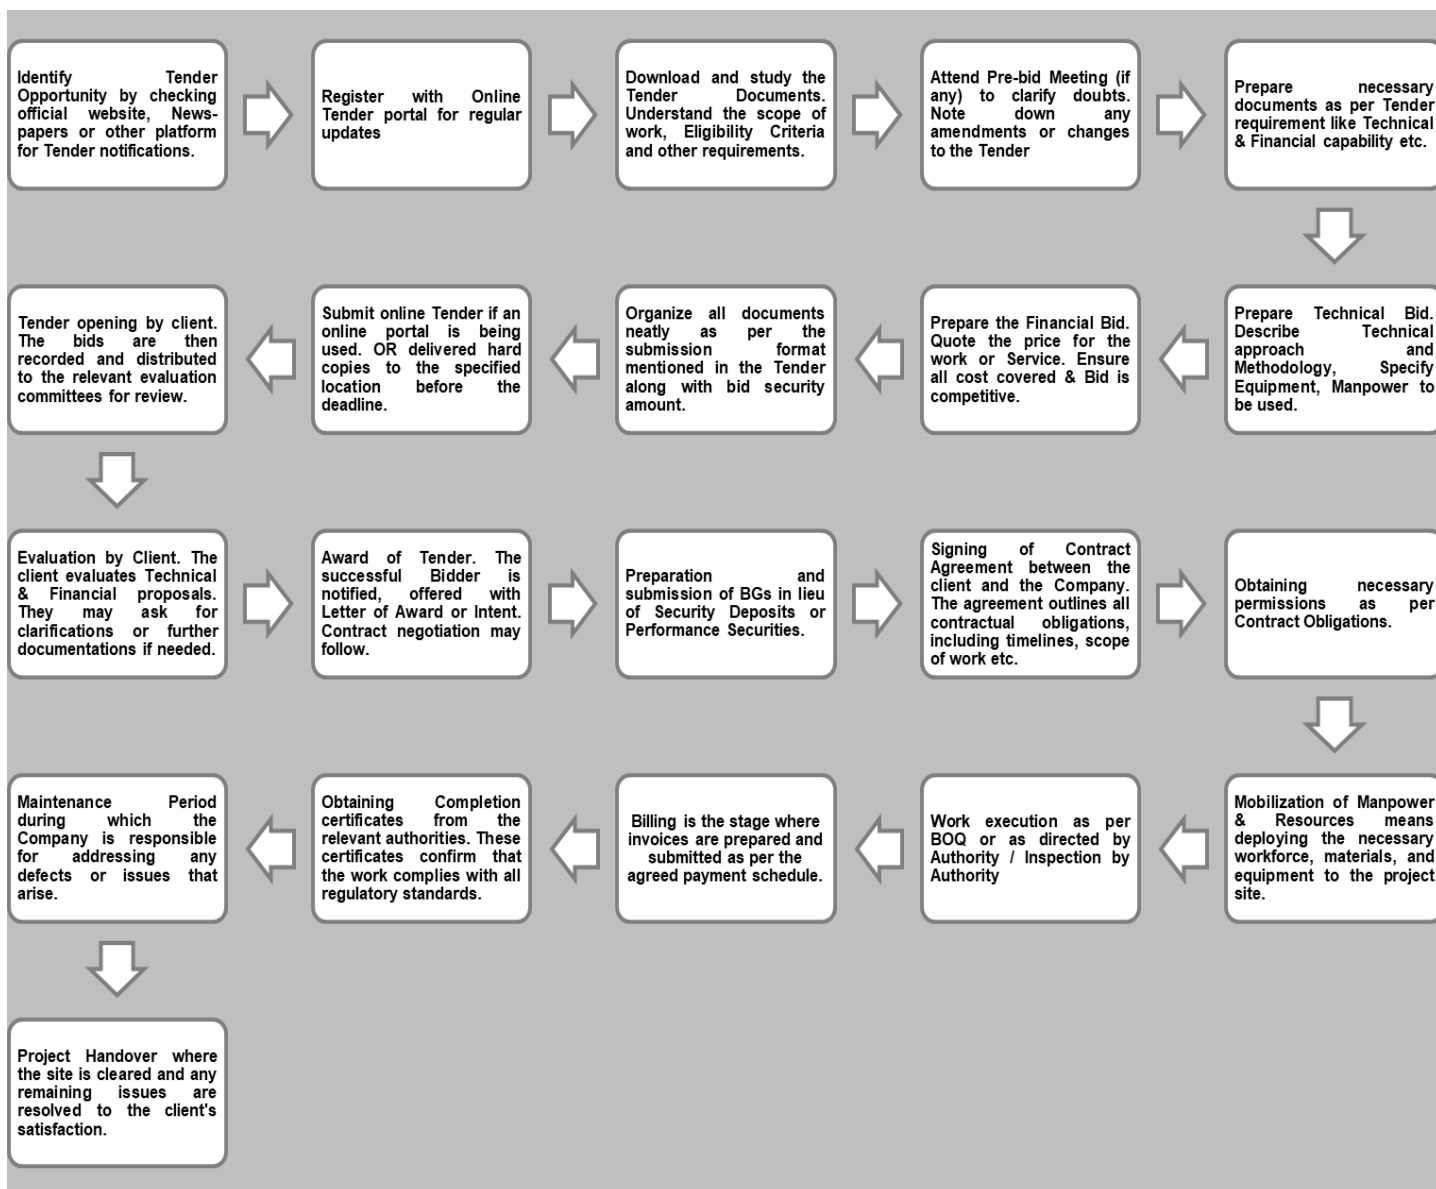 Identify Tender
Opportunity by checking
official website, News-
papers or other platform
for Tender notifications.
Register with Online
Tender portal for regular
updates
Download and study the
Tender Documents.
Understand the scope of
work, Eligibility Criteria
and other requirements.
Attend Pre-bid Meeting (if
any) to clarify doubts.
Note down any
amendments or changes
to the Tender
Prepare necessary
documents as per Tender
requirement like Technical
& Financial capability etc.
Prepare Technical Bid.
Describe Technical
approach and
Methodology, Specify
Equipment, Manpower to
be used.
Prepare the Financial Bid.
Quote the price for the
work or Service. Ensure
all cost covered & Bid is
competitive.
Organize all documents
neatly as per the
submission format
mentioned in the Tender
along with bid security
amount.
Submit online Tender if an
online portal is being
used. OR delivered hard
copies to the specified
location before the
deadline.
Tender opening by client.
The bids are then
recorded and distributed
to the relevant evaluation
committees for review.
Evaluation by Client. The
client evaluates Technical
& Financial proposals.
They may ask for
clarifications or further
documentations if needed.
Award of Tender. The
successful Bidder is
notified, offered with
Letter of Award or Intent.
Contract negotiation may
follow.
Preparation and
submission of BGs in lieu
of Security Deposits or
Performance Securities.
Signing of Contract
Agreement between the
client and the Company.
The agreement outlines all
contractual obligations,
including timelines, scope
of work etc.
Obtaining necessary
permissions as per
Contract Obligations.
Mobilization of Manpower
& Resources means
deploying the necessary
workforce, materials, and
equipment to the project
site.
Work execution as per
BOQ or as directed by
Authority / Inspection by
Authority
Billing is the stage where
invoices are prepared and
submitted as per the
agreed payment schedule.
Obtaining Completion
certificates from the
relevant authorities. These
certificates confirm that
the work complies with all
regulatory standards.
Maintenance Period
during which the
Company is responsible
for addressing any
defects or issues that
arise.
Project Handover where
the site is cleared and any
remaining issues are
resolved to the client's
satisfaction.